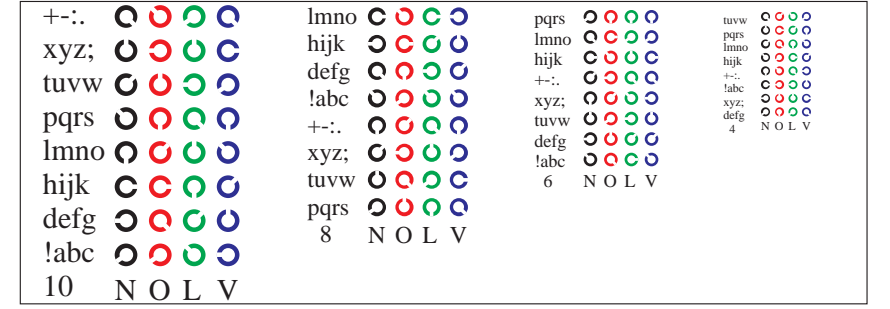 +-:.
xyz;
tuvw
pqrs
lmno
hijk
defg
!abc
10 N O L V
lmno
hijk
defg
!abc
+-:.
xyz;
tuvw
pqrs
8 N O L V
pqrs
lmno
hijk
+-:.
xyz;
tuvw
defg
!abc
6 N O L V
tuvw
pqrs
lmno
hijk
+-:.
!abc
xyz;
defg
4 N O L V